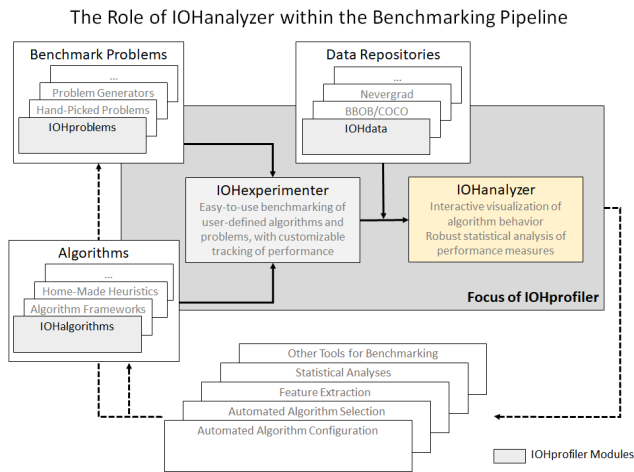 The Role of IOHanalyzer within the Benchmarking Pipeline
Benchmark Problems
...
Problem Generators
Hand-Picked Problems
IOHproblems
Data Repositories
...
Nevergrad
BBOB/COCO
IOHdata
IOHexperimenter
Easy-to-use benchmarking of
user-defined algorithms and
problems, with customizable
tracking of performance
IOHanalyzer
Interactive visualization of
algorithm behavior
Robust statistical analysis of
performance measures
Focus of IOHprofiler
Algorithms
...
Home-Made Heuristics
Algorithm Frameworks
IOHalgorithms
Other Tools for Benchmarking
Statistical Analyses
Feature Extraction
Automated Algorithm Selection
Automated Algorithm Configuration
IOHprofiler Modules